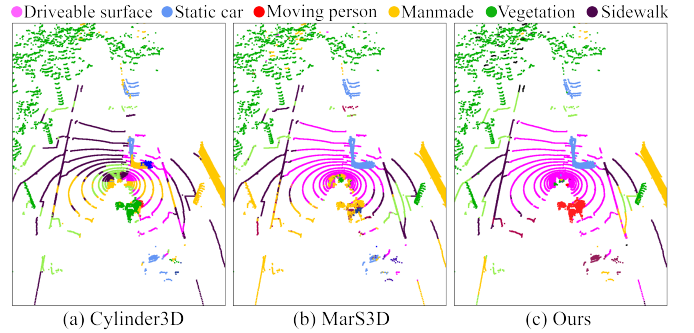 Driveable surface Static car Moving person Manmade Vegetation Sidewalk
(a) Cylinder3D (b) MarS3D (c) Ours